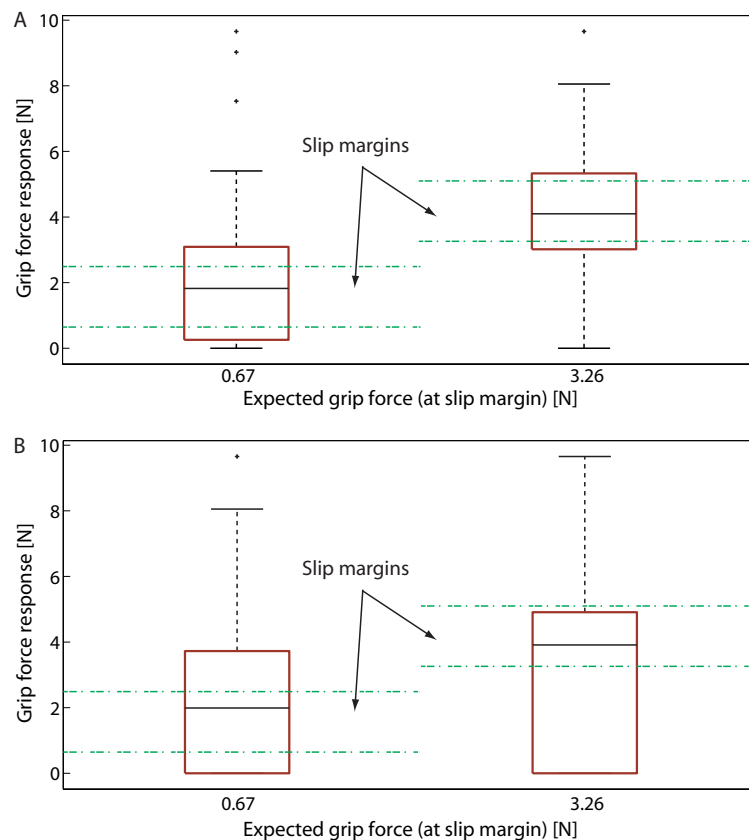 A
Grip force response [N]
10
8
6
4
2
0
Slip margins
0.67
3.26
Expected grip force (at slip margin) [N]
B
Grip force response [N]
10
8
6
4
2
0
Slip margins
0.67
3.26
Expected grip force (at slip margin) [N]